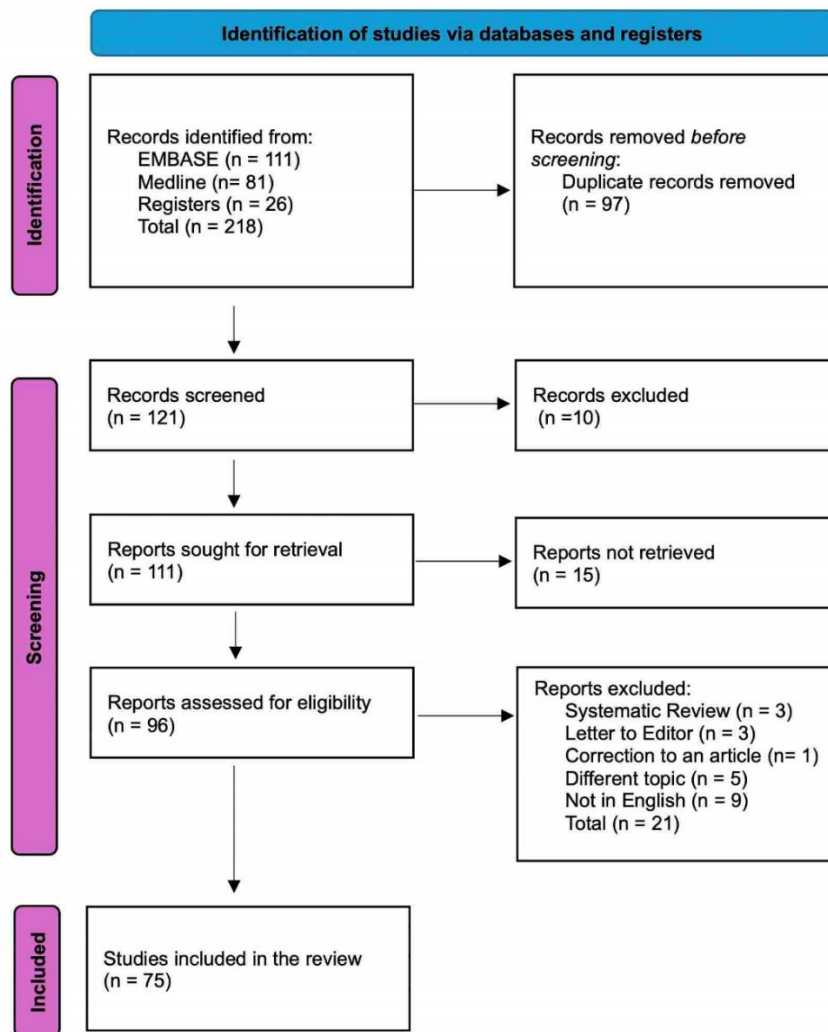 Identification of studies via databases and registers
Identification
Records identified from:
EMBASE (n = 111)
Medline (n= 81)
Registers (n = 26)
Total (n = 218)
Records removed before
screening:
Duplicate records removed
(n = 97)
Screening
Records screened
(n = 121)
Records excluded
(n =10)
Reports sought for retrieval
(n = 111)
Reports not retrieved
(n = 15)
Reports assessed for eligibility
(n = 96)
Reports excluded:
Systematic Review (n = 3)
Letter to Editor (n = 3)
Correction to an article (n= 1)
Different topic (n = 5)
Not in English (n = 9)
Total (n = 21)
Included
Studies included in the review
(n = 75)